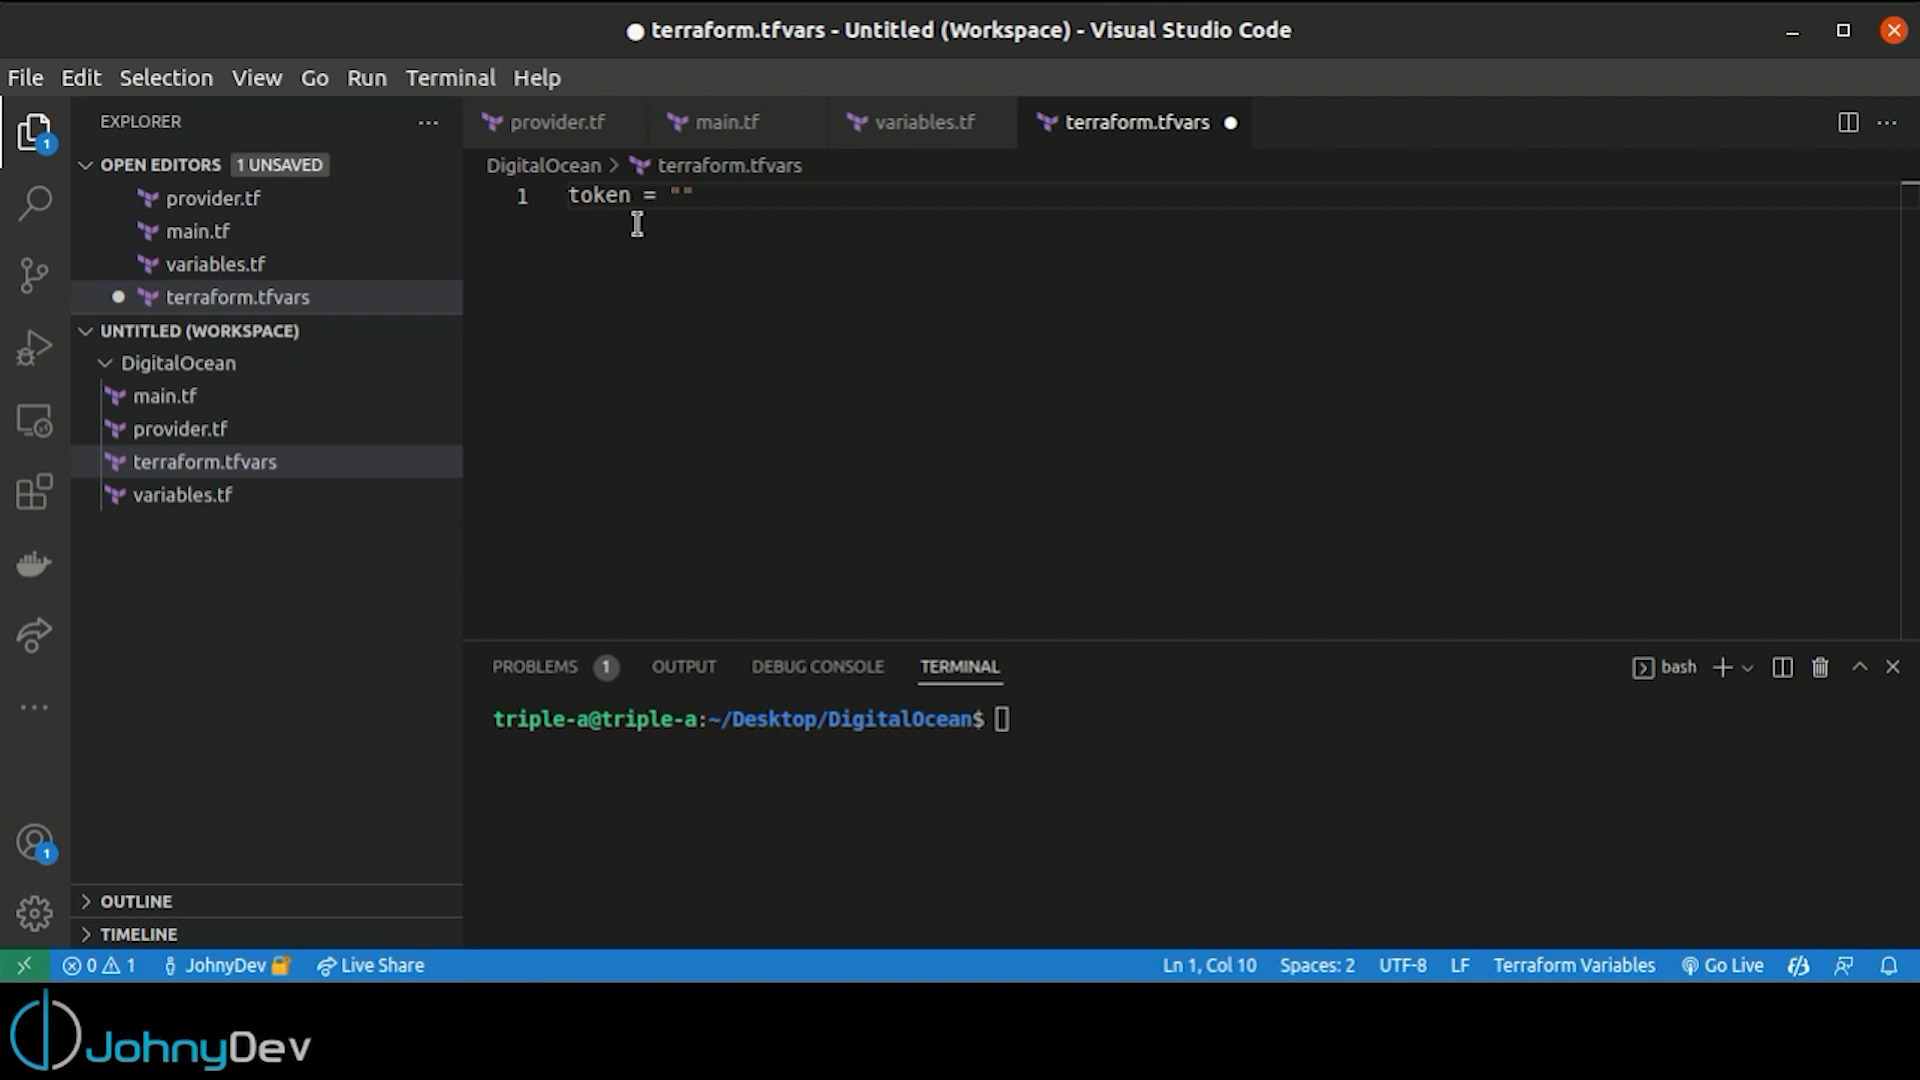 terraform.tfvars - Untitled (Workspace) - Visual Studio Code
File Edit Selection View Go Run Terminal Help
EXPLORER
OPEN EDITORS 1 UNSAVED
provider.tf
main.tf
variables.tf
terraform.tfvars
UNTITLED (WORKSPACE)
DigitalOcean
main.tf
provider.tf
terraform.tfvars
variables.tf
OUTLINE
TIMELINE
1
1
provider.tf main.tf variables.tf terraform.tfvars
DigitalOcean > terraform.tfvars
1 token = ""
PROBLEMS 1 OUTPUT DEBUG CONSOLE TERMINAL
bash
triple-a@triple-a:~/Desktop/DigitalOcean$
0 1 JohnyDev Live Share
Ln 1, Col 10 Spaces: 2 UTF-8 LF Terraform Variables Go Live
JohnyDev